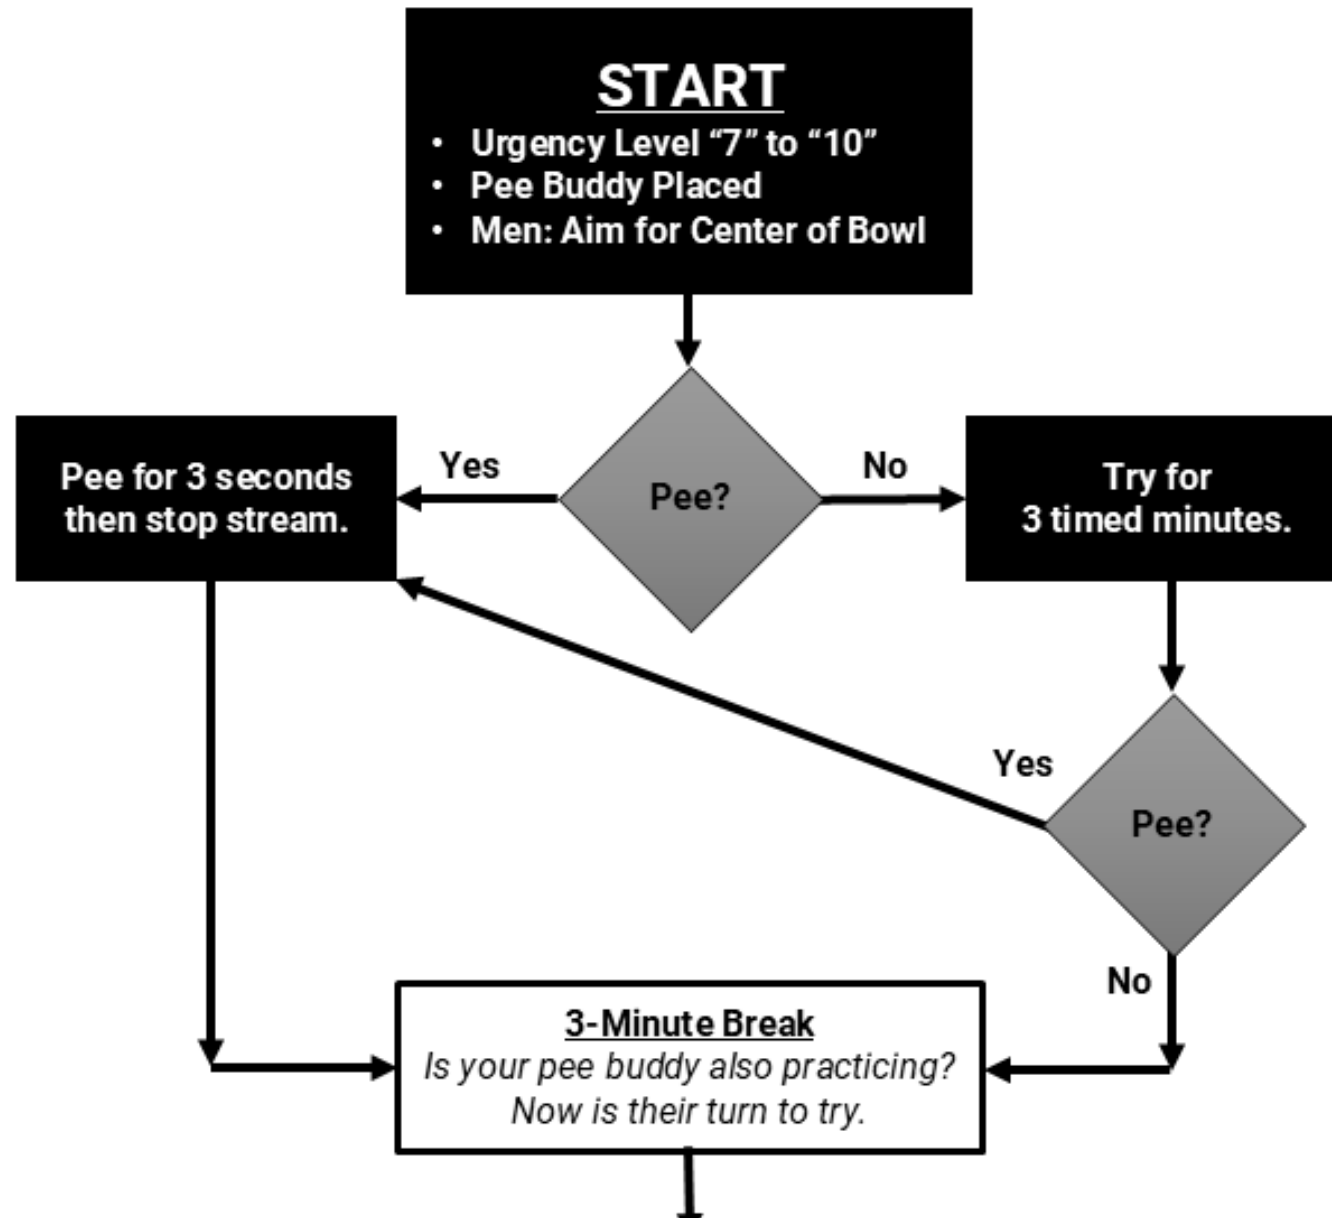 START
• Urgency Level “7” to “10”
• Pee Buddy Placed
• Men: Aim for Center of Bowl
Pee?
Yes
No
Pee for 3 seconds
then stop stream.
Try for
3 timed minutes.
Yes
Pee?
No
3-Minute Break
Is your pee buddy also practicing?
Now is their turn to try.